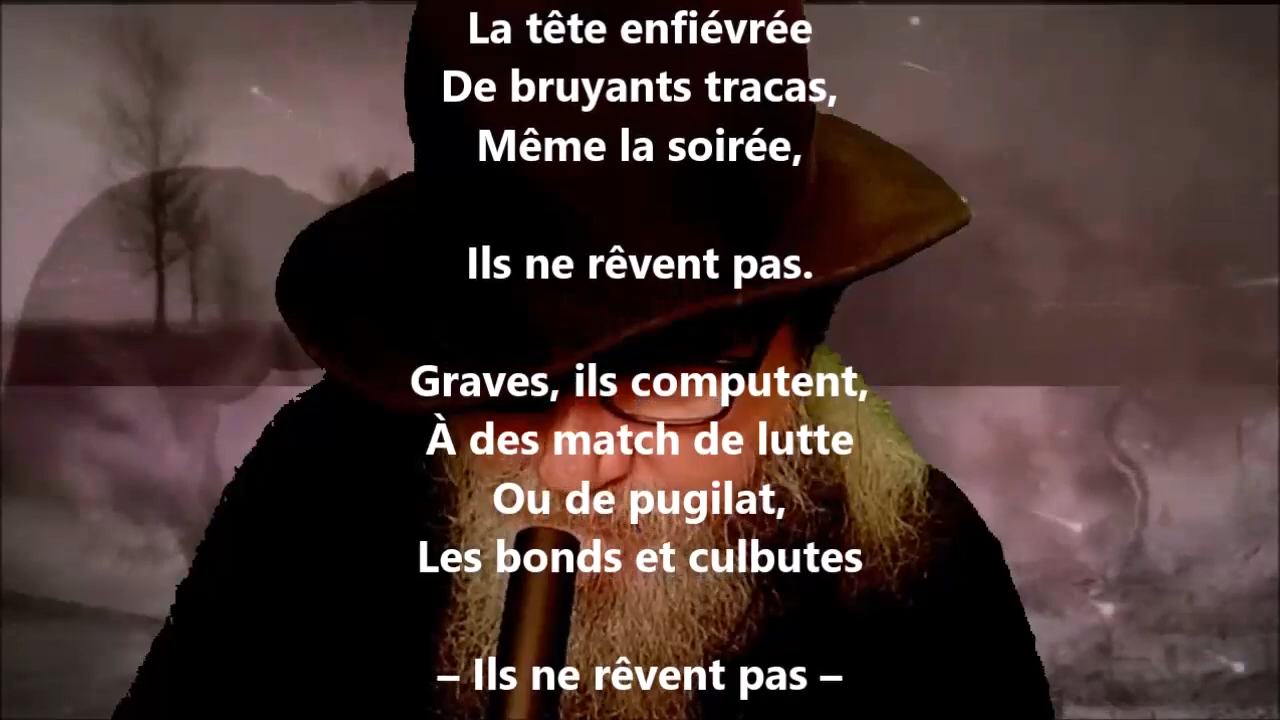 La tête enfiévrée
De bruyants tracas,
Même la soirée,
Ils ne rêvent pas.
Graves, ils computent,
À des match de lutte
Ou de pugilat,
Les bonds et culbutes
– Ils ne rêvent pas –